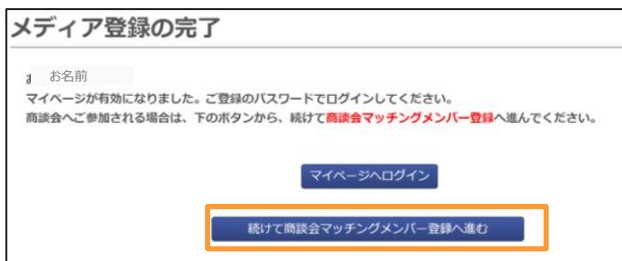 メディア登録の完了
お名前
マイページが有効になりました。ご登録のパスワードでログインしてください。
商談会へご参加される場合は、下のボタンから、続けて商談会マッチングメンバー登録へ進んでください。
マイページへログイン
続けて商談会マッチングメンバー登録へ進む